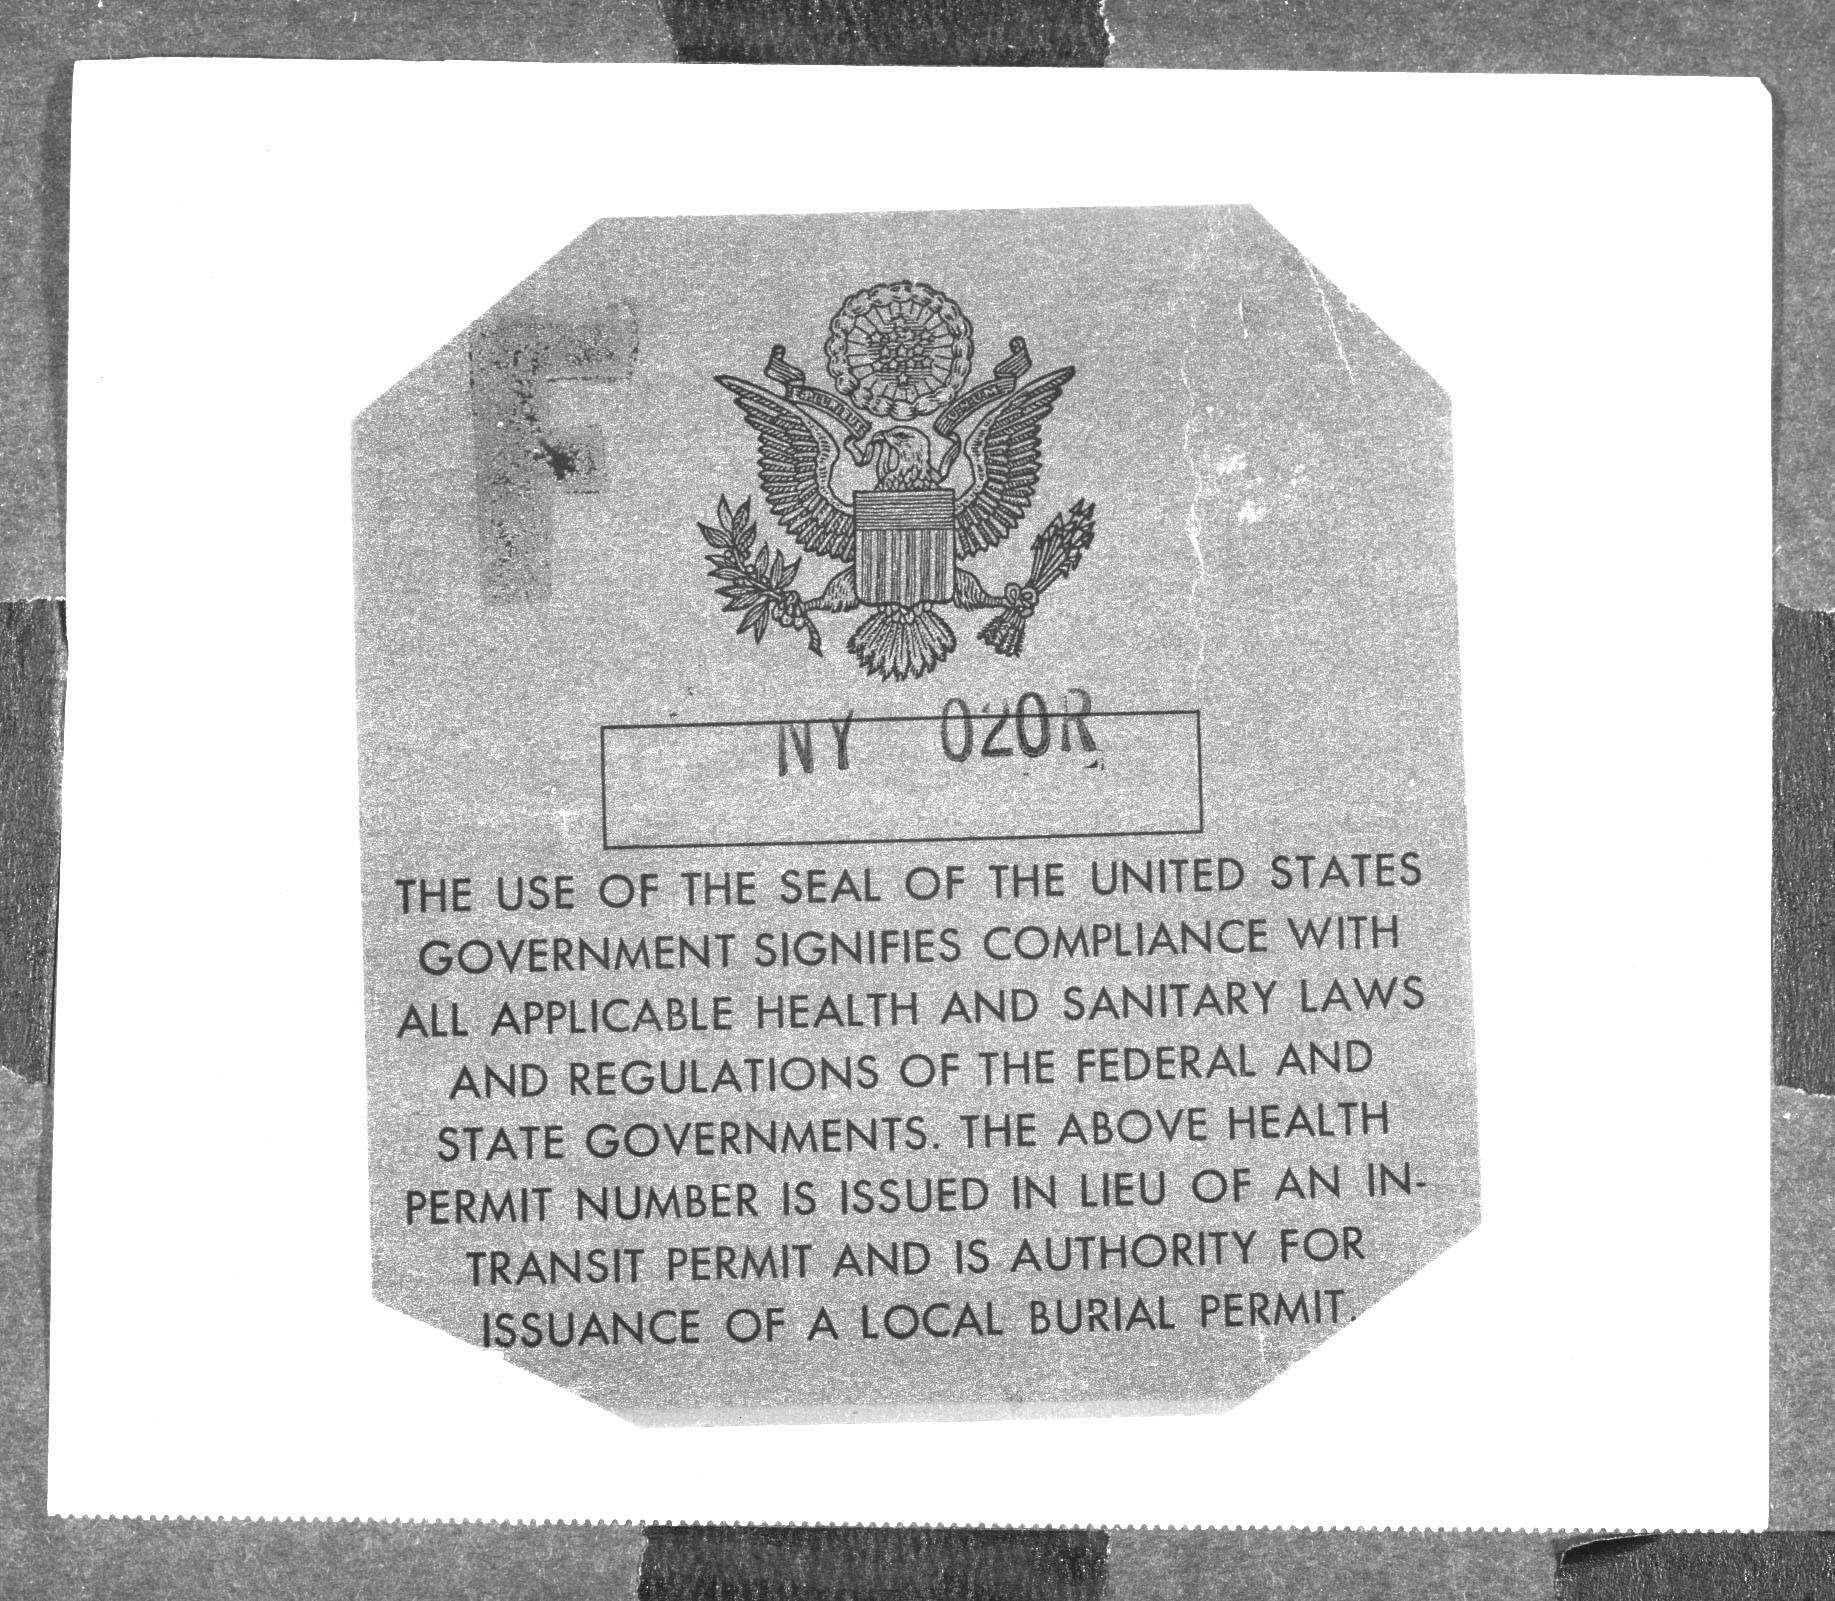 F
E PLURIBUS UNUM
NY 020R
THE USE OF THE SEAL OF THE UNITED STATES
GOVERNMENT SIGNIFIES COMPLIANCE WITH
ALL APPLICABLE HEALTH AND SANITARY LAWS
AND REGULATIONS OF THE FEDERAL AND
STATE GOVERNMENTS. THE ABOVE HEALTH
PERMIT NUMBER IS ISSUED IN LIEU OF AN IN-
TRANSIT PERMIT AND IS AUTHORITY FOR
ISSUANCE OF A LOCAL BURIAL PERMIT.